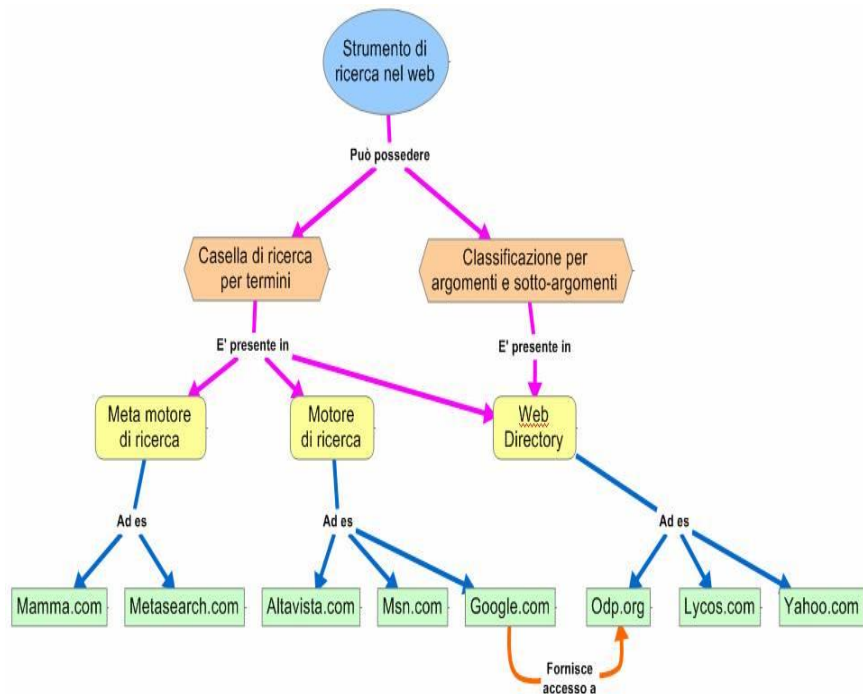 Strumento di
ricerca nel web
Può possedere
Casella di ricerca
per termini
Classificazione per
argomenti e sotto-argomenti
E' presente in
E' presente in
Meta motore
di ricerca
Motore
di ricerca
Web
Directory
Ad es
Ad es
Ad es
Mamma.com
Metasearch.com
Altavista.com
Msn.com
Google.com
Odp.org
Lycos.com
Yahoo.com
Fornisce
accesso a